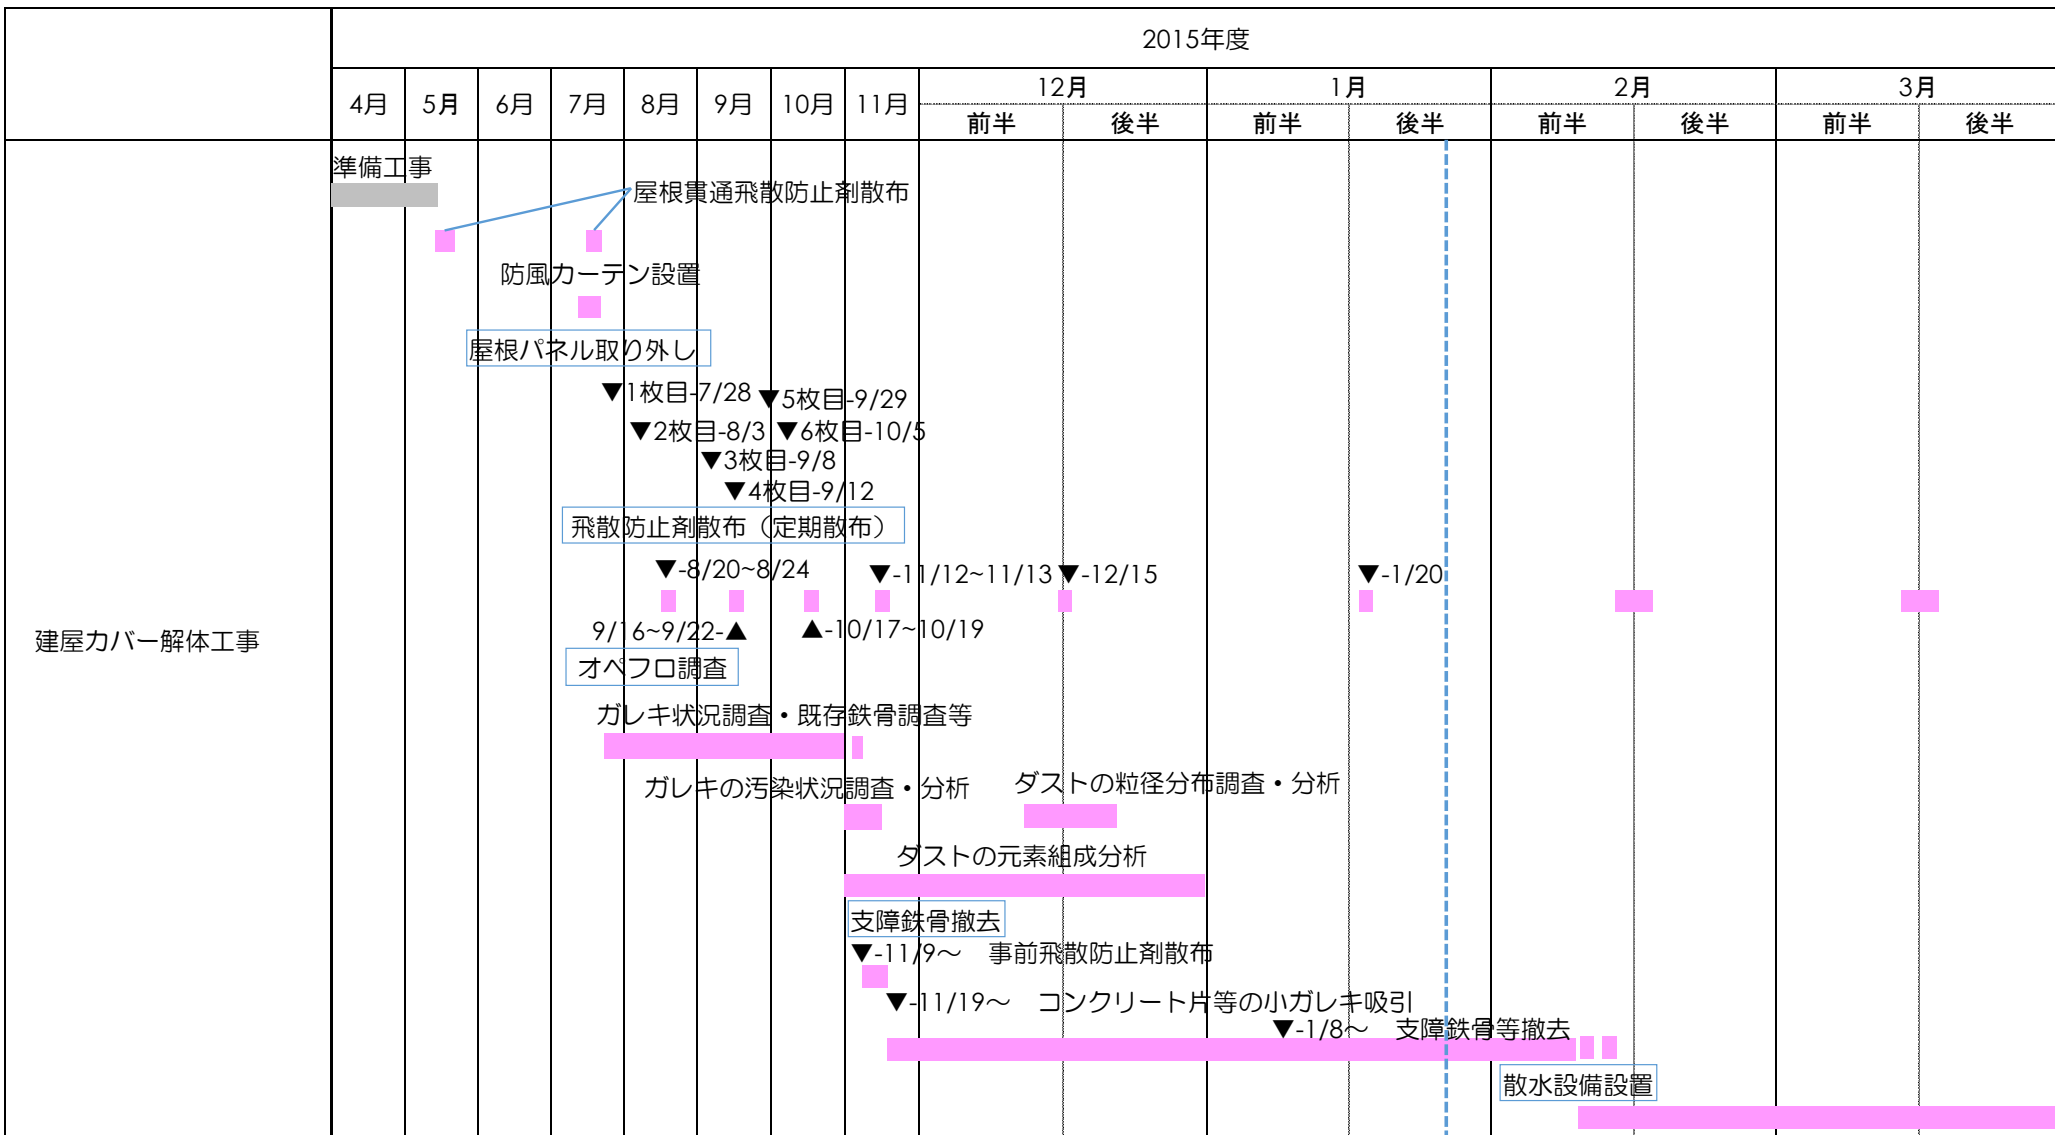 2015年度
4月 5月 6月 7月 8月 9月 10月 11月 12月 1月 2月 3月
前半 後半 前半 後半 前半 後半 前半 後半
建屋カバー解体工事
準備工事
屋根貫通飛散防止剤散布
防風カーテン設置
屋根パネル取り外し
▼1枚目-7/28 ▼5枚目-9/29
▼2枚目-8/3 ▼6枚目-10/5
▼3枚目-9/8
▼4枚目-9/12
飛散防止剤散布（定期散布）
▼-8/20~8/24 ▼-11/12~11/13 ▼-12/15 ▼-1/20
9/16~9/22-▲ ▲-10/17~10/19
オペフロ調査
ガレキ状況調査・既存鉄骨調査等
ガレキの汚染状況調査・分析 ダストの粒径分布調査・分析
ダストの元素組成分析
支障鉄骨撤去
▼-11/9～　事前飛散防止剤散布
▼-11/19～　コンクリート片等の小ガレキ吸引
▼-1/8～　支障鉄骨等撤去
散水設備設置